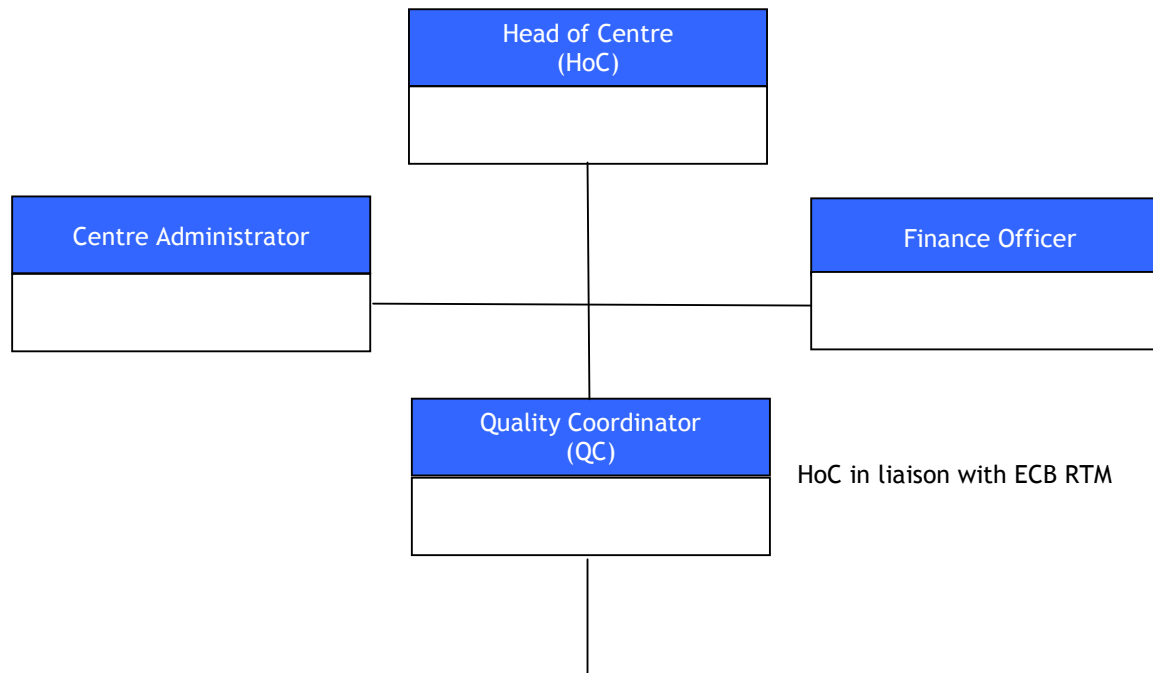 Head of Centre
(HoC)
Centre Administrator
Finance Officer
Quality Coordinator
(QC)
HoC in liaison with ECB RTM